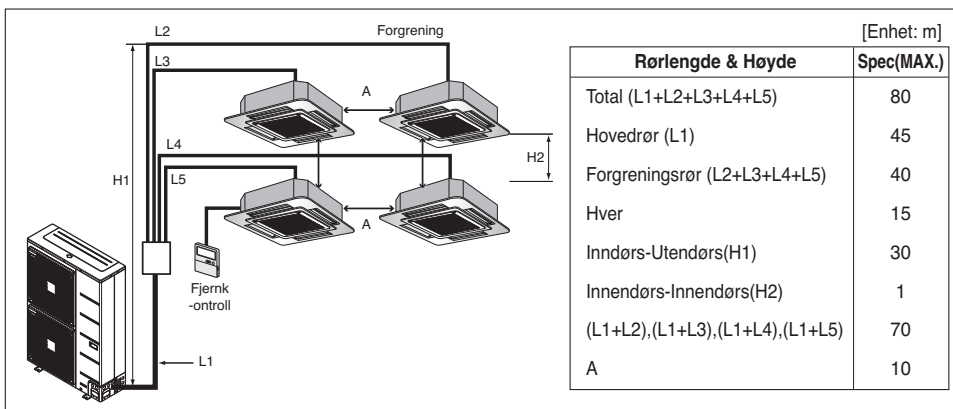 L2
Forgrening
L3
A
L4
H2
H1
L5
A
Fjernk
-ontroll
L1
[Enhet: m]
Rørlengde & Høyde Spec(MAX.)
Total (L1+L2+L3+L4+L5) 80
Hovedrør (L1) 45
Forgreningsrør (L2+L3+L4+L5) 40
Hver 15
Inndørs-Utendørs(H1) 30
Innendørs-Innendørs(H2) 1
(L1+L2),(L1+L3),(L1+L4),(L1+L5) 70
A 10